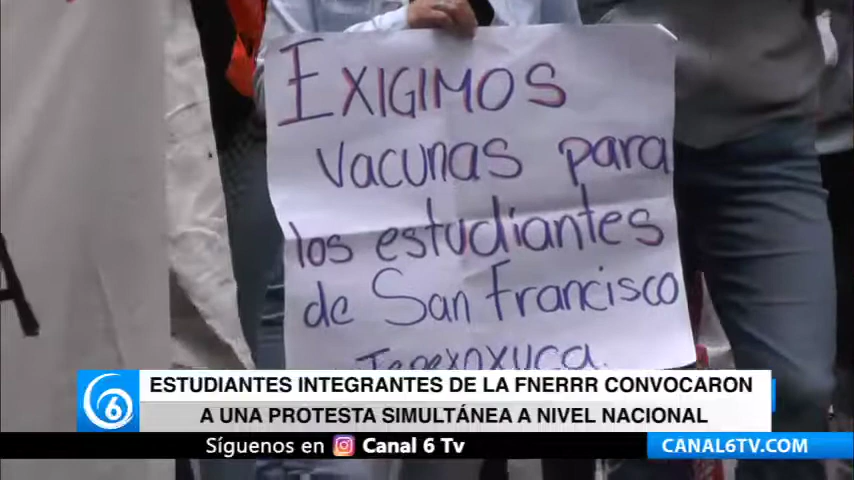 EXIGIMOS
vacunas para
los estudiantes
de San Francisco
Tepexoxuca.
ESTUDIANTES INTEGRANTES DE LA FNERRR CONVOCARON
A UNA PROTESTA SIMULTÁNEA A NIVEL NACIONAL
6
Síguenos en Canal 6 Tv
CANAL6TV.COM